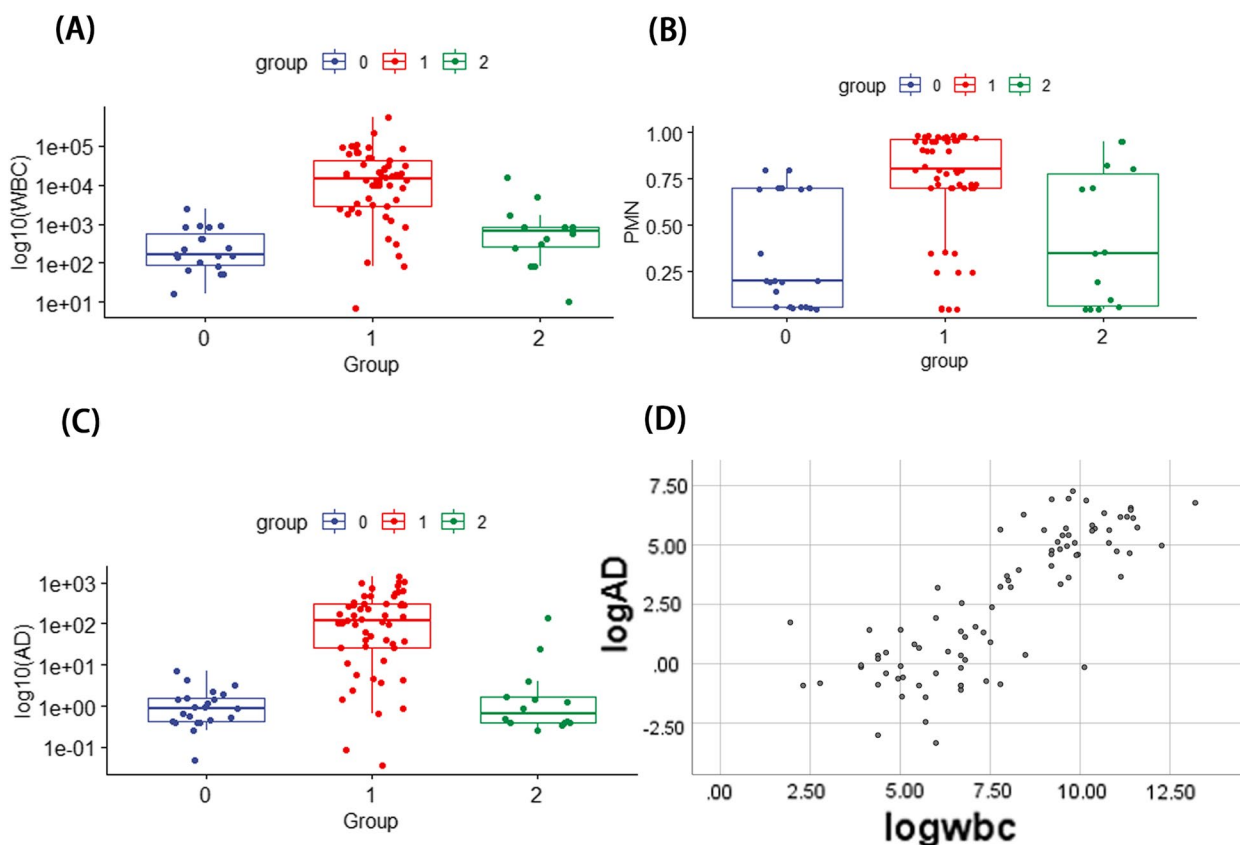 (A)
group 0 1 2
log10(WBC)
1e+05
1e+04
1e+03
1e+02
1e+01
0 1 2
Group
(B)
group 0 1 2
PMN
1.00
0.75
0.50
0.25
0 1 2
group
(C)
group 0 1 2
log10(AD)
1e+03
1e+02
1e+01
1e+00
1e-01
0 1 2
Group
(D)
logAD
7.50
5.00
2.50
.00
-2.50
.00 2.50 5.00 7.50 10.00 12.50
logwbc